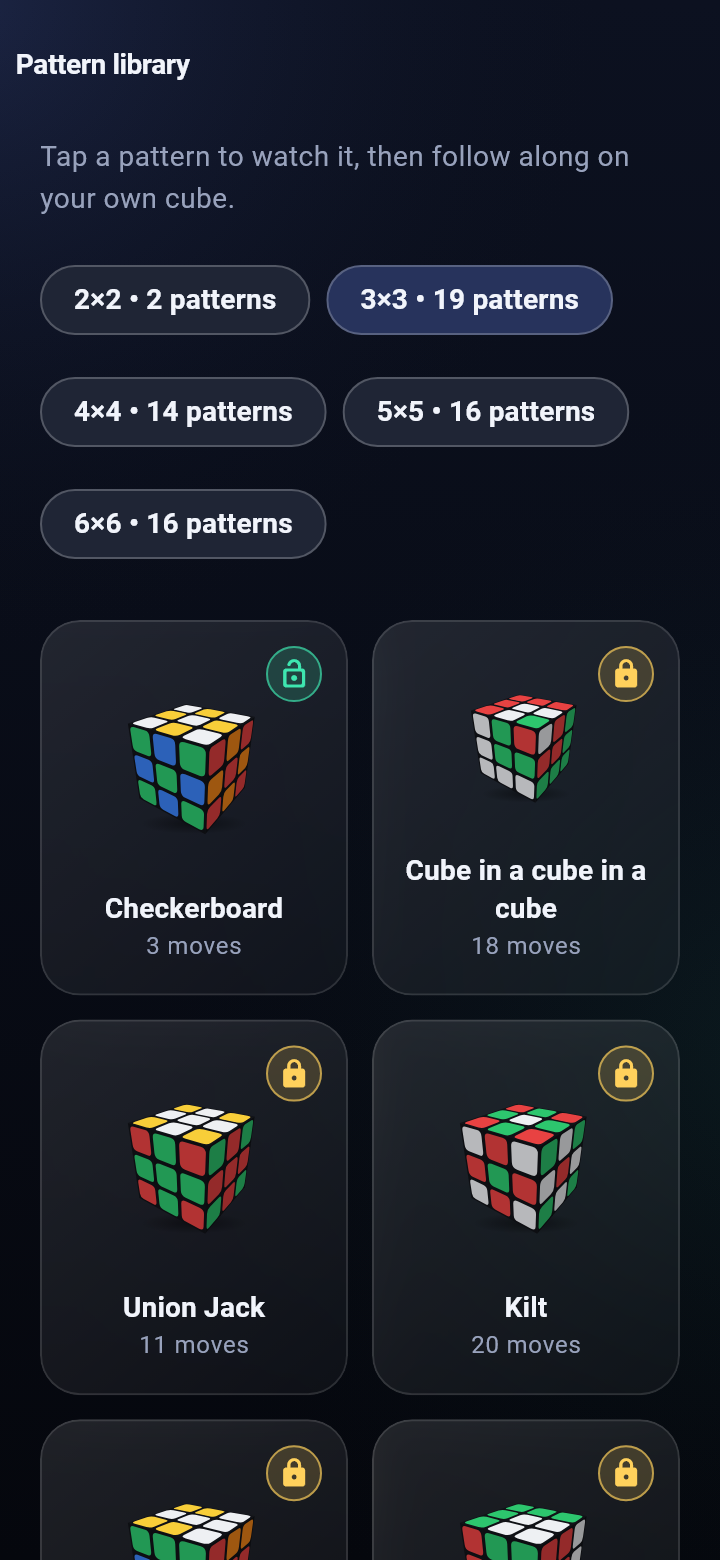 Pattern library
Tap a pattern to watch it, then follow along on
your own cube.
2×2 • 2 patterns
3×3 • 19 patterns
4×4 • 14 patterns
5×5 • 16 patterns
6×6 • 16 patterns
Checkerboard
3 moves
Cube in a cube in a
cube
18 moves
Union Jack
11 moves
Kilt
20 moves